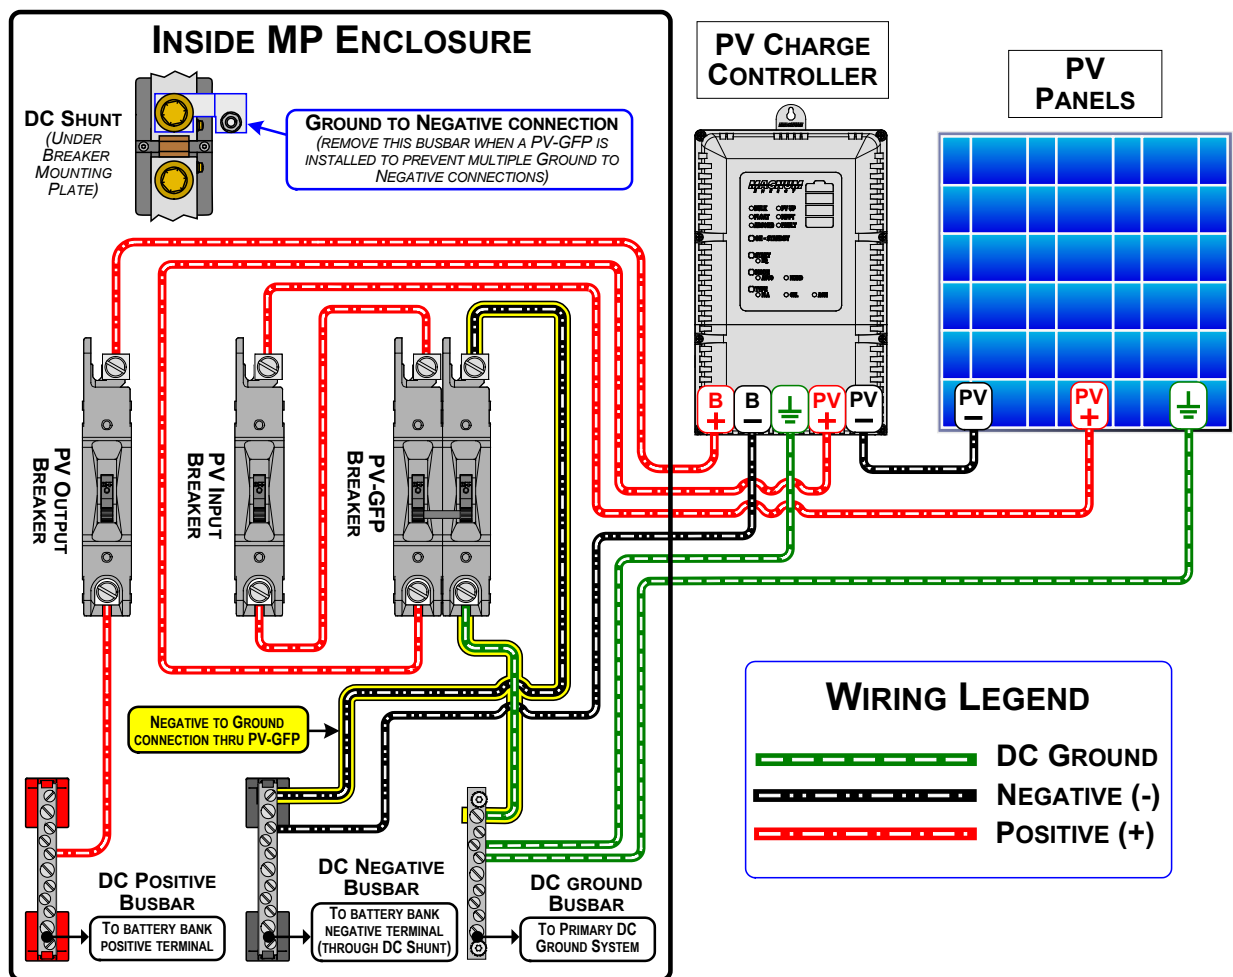 INSIDE MP ENCLOSURE
DC SHUNT
(UNDER
BREAKER
MOUNTING
PLATE)
GROUND TO NEGATIVE CONNECTION
(REMOVE THIS BUSBAR WHEN A PV-GFP IS
INSTALLED TO PREVENT MULTIPLE GROUND TO
NEGATIVE CONNECTIONS)
PV CHARGE
CONTROLLER
PV
PANELS
MAGNUM
ENERGY
B
+
B
–
PV
+
PV
–
PV
–
PV
+
PV OUTPUT
BREAKER
PV INPUT
BREAKER
PV-GFP
BREAKER
NEGATIVE TO GROUND
CONNECTION THRU PV-GFP
DC POSITIVE
BUSBAR
TO BATTERY BANK
POSITIVE TERMINAL
DC NEGATIVE
BUSBAR
TO BATTERY BANK
NEGATIVE TERMINAL
(THROUGH DC SHUNT)
DC GROUND
BUSBAR
TO PRIMARY DC
GROUND SYSTEM
WIRING LEGEND
DC GROUND
NEGATIVE (-)
POSITIVE (+)